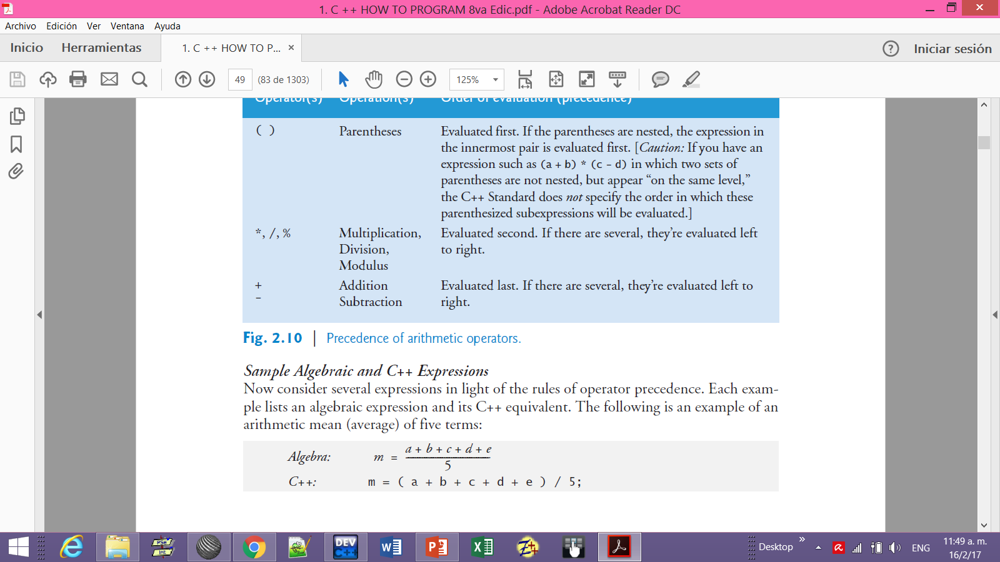 1. C ++ HOW TO PROGRAM 8va Edic.pdf - Adobe Acrobat Reader DC
Archivo Edición Ver Ventana Ayuda
Inicio Herramientas 1. C ++ HOW TO P... × ? Iniciar sesión
49 (83 de 1303) 125%
Operator(s) Operation(s) Order of evaluation (precedence)
( ) Parentheses Evaluated first. If the parentheses are nested, the expression in
the innermost pair is evaluated first. [Caution: If you have an
expression such as (a + b) * (c - d) in which two sets of
parentheses are not nested, but appear “on the same level,”
the C++ Standard does not specify the order in which these
parenthesized subexpressions will be evaluated.]
*, /, % Multiplication, Evaluated second. If there are several, they’re evaluated left
Division, to right.
Modulus
+ Addition Evaluated last. If there are several, they’re evaluated left to
- Subtraction right.
Fig. 2.10 | Precedence of arithmetic operators.
Sample Algebraic and C++ Expressions
Now consider several expressions in light of the rules of operator precedence. Each exam-
ple lists an algebraic expression and its C++ equivalent. The following is an example of an
arithmetic mean (average) of five terms:
a + b + c + d + e
Algebra: m =
5
C++: m = ( a + b + c + d + e ) / 5;
PSe
Int
DEV
C++
Desktop » ENG 11:49 a. m.
16/2/17